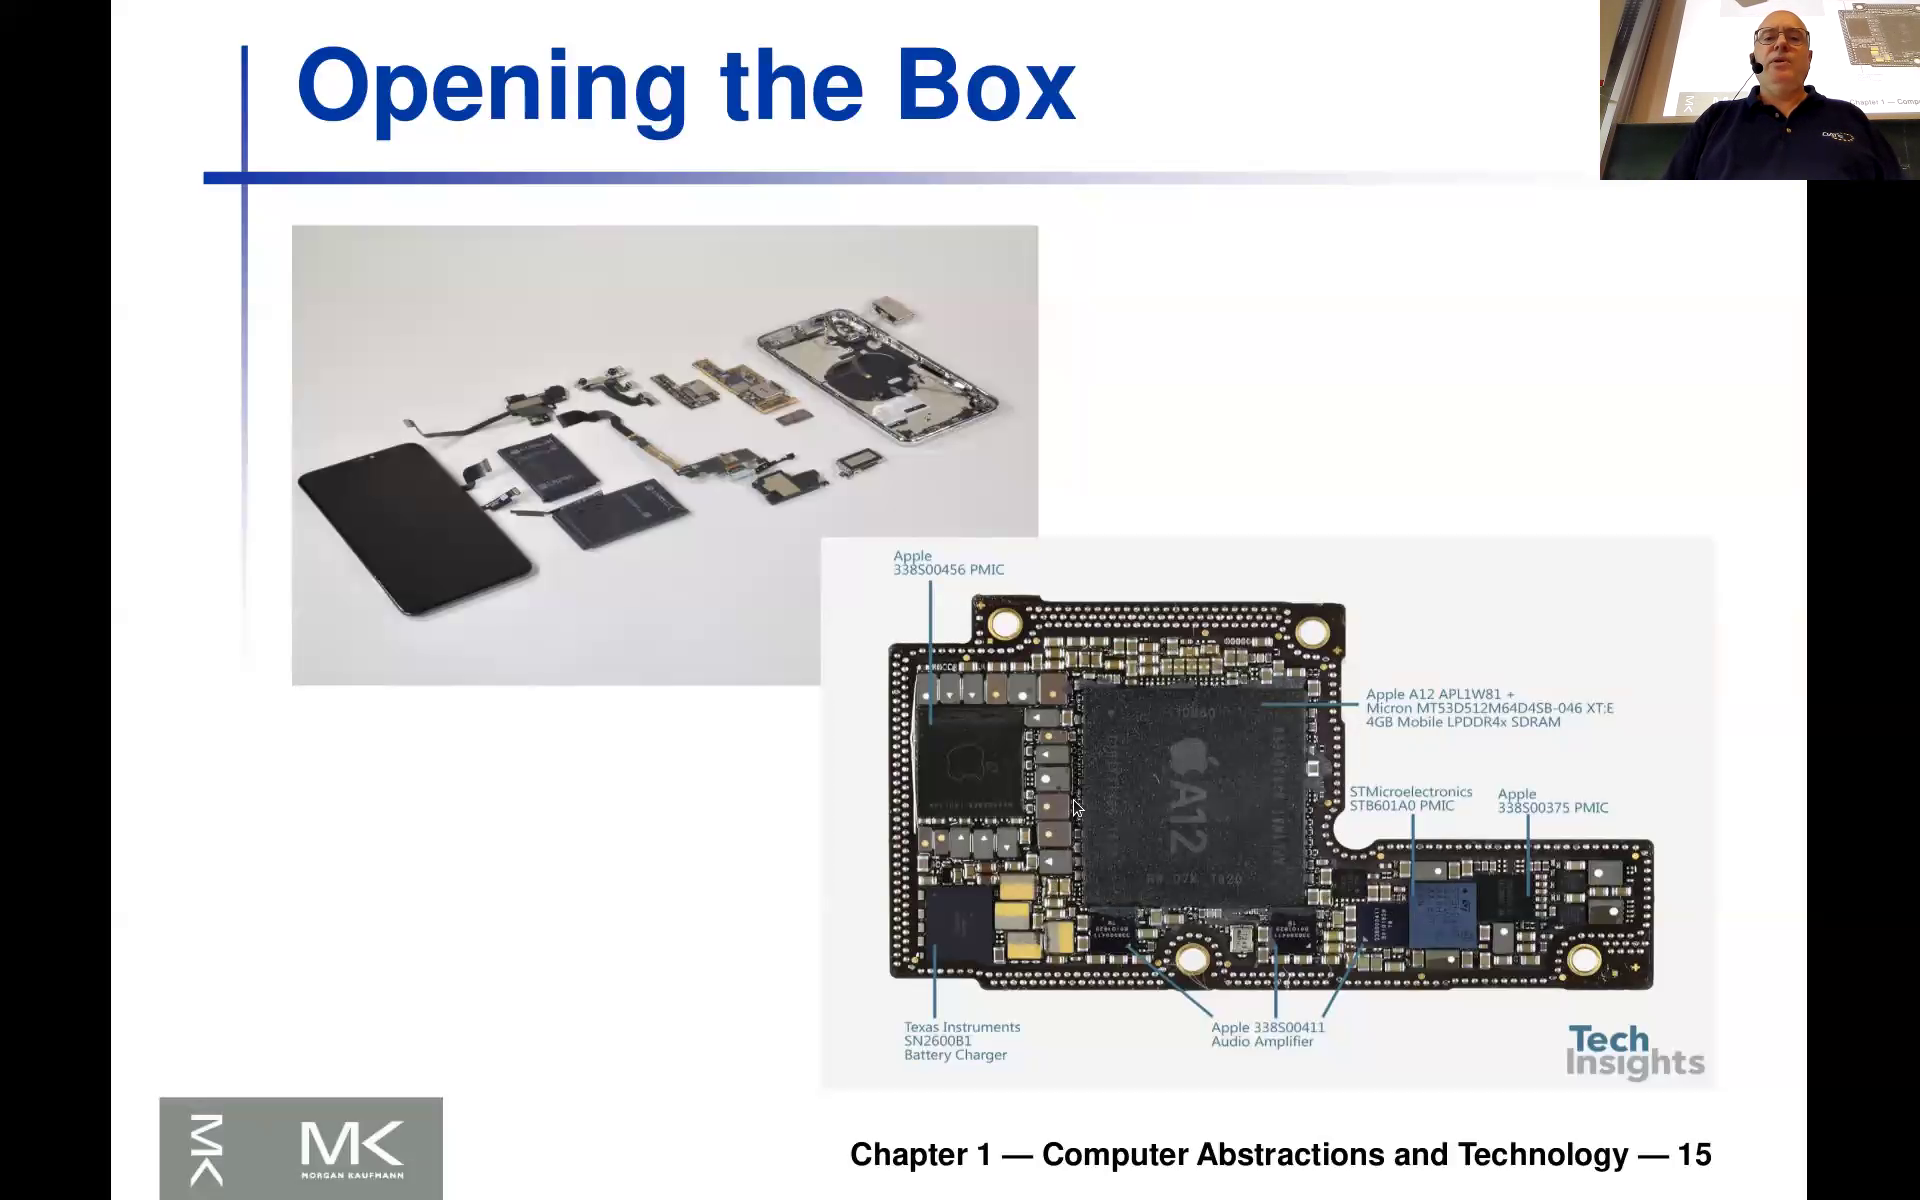 Opening the Box
Apple
338S00456 PMIC
Apple A12 APL1W81 +
Micron MT53D512M64D4SB-046 XT:E
4GB Mobile LPDDR4x SDRAM
STMicroelectronics
STB601A0 PMIC
Apple
338S00375 PMIC
A12
Texas Instruments
SN2600B1
Battery Charger
Apple 338S00411
Audio Amplifier
Tech
Insights
MK
MK
MORGAN KAUFMANN
Chapter 1 — Computer Abstractions and Technology — 15